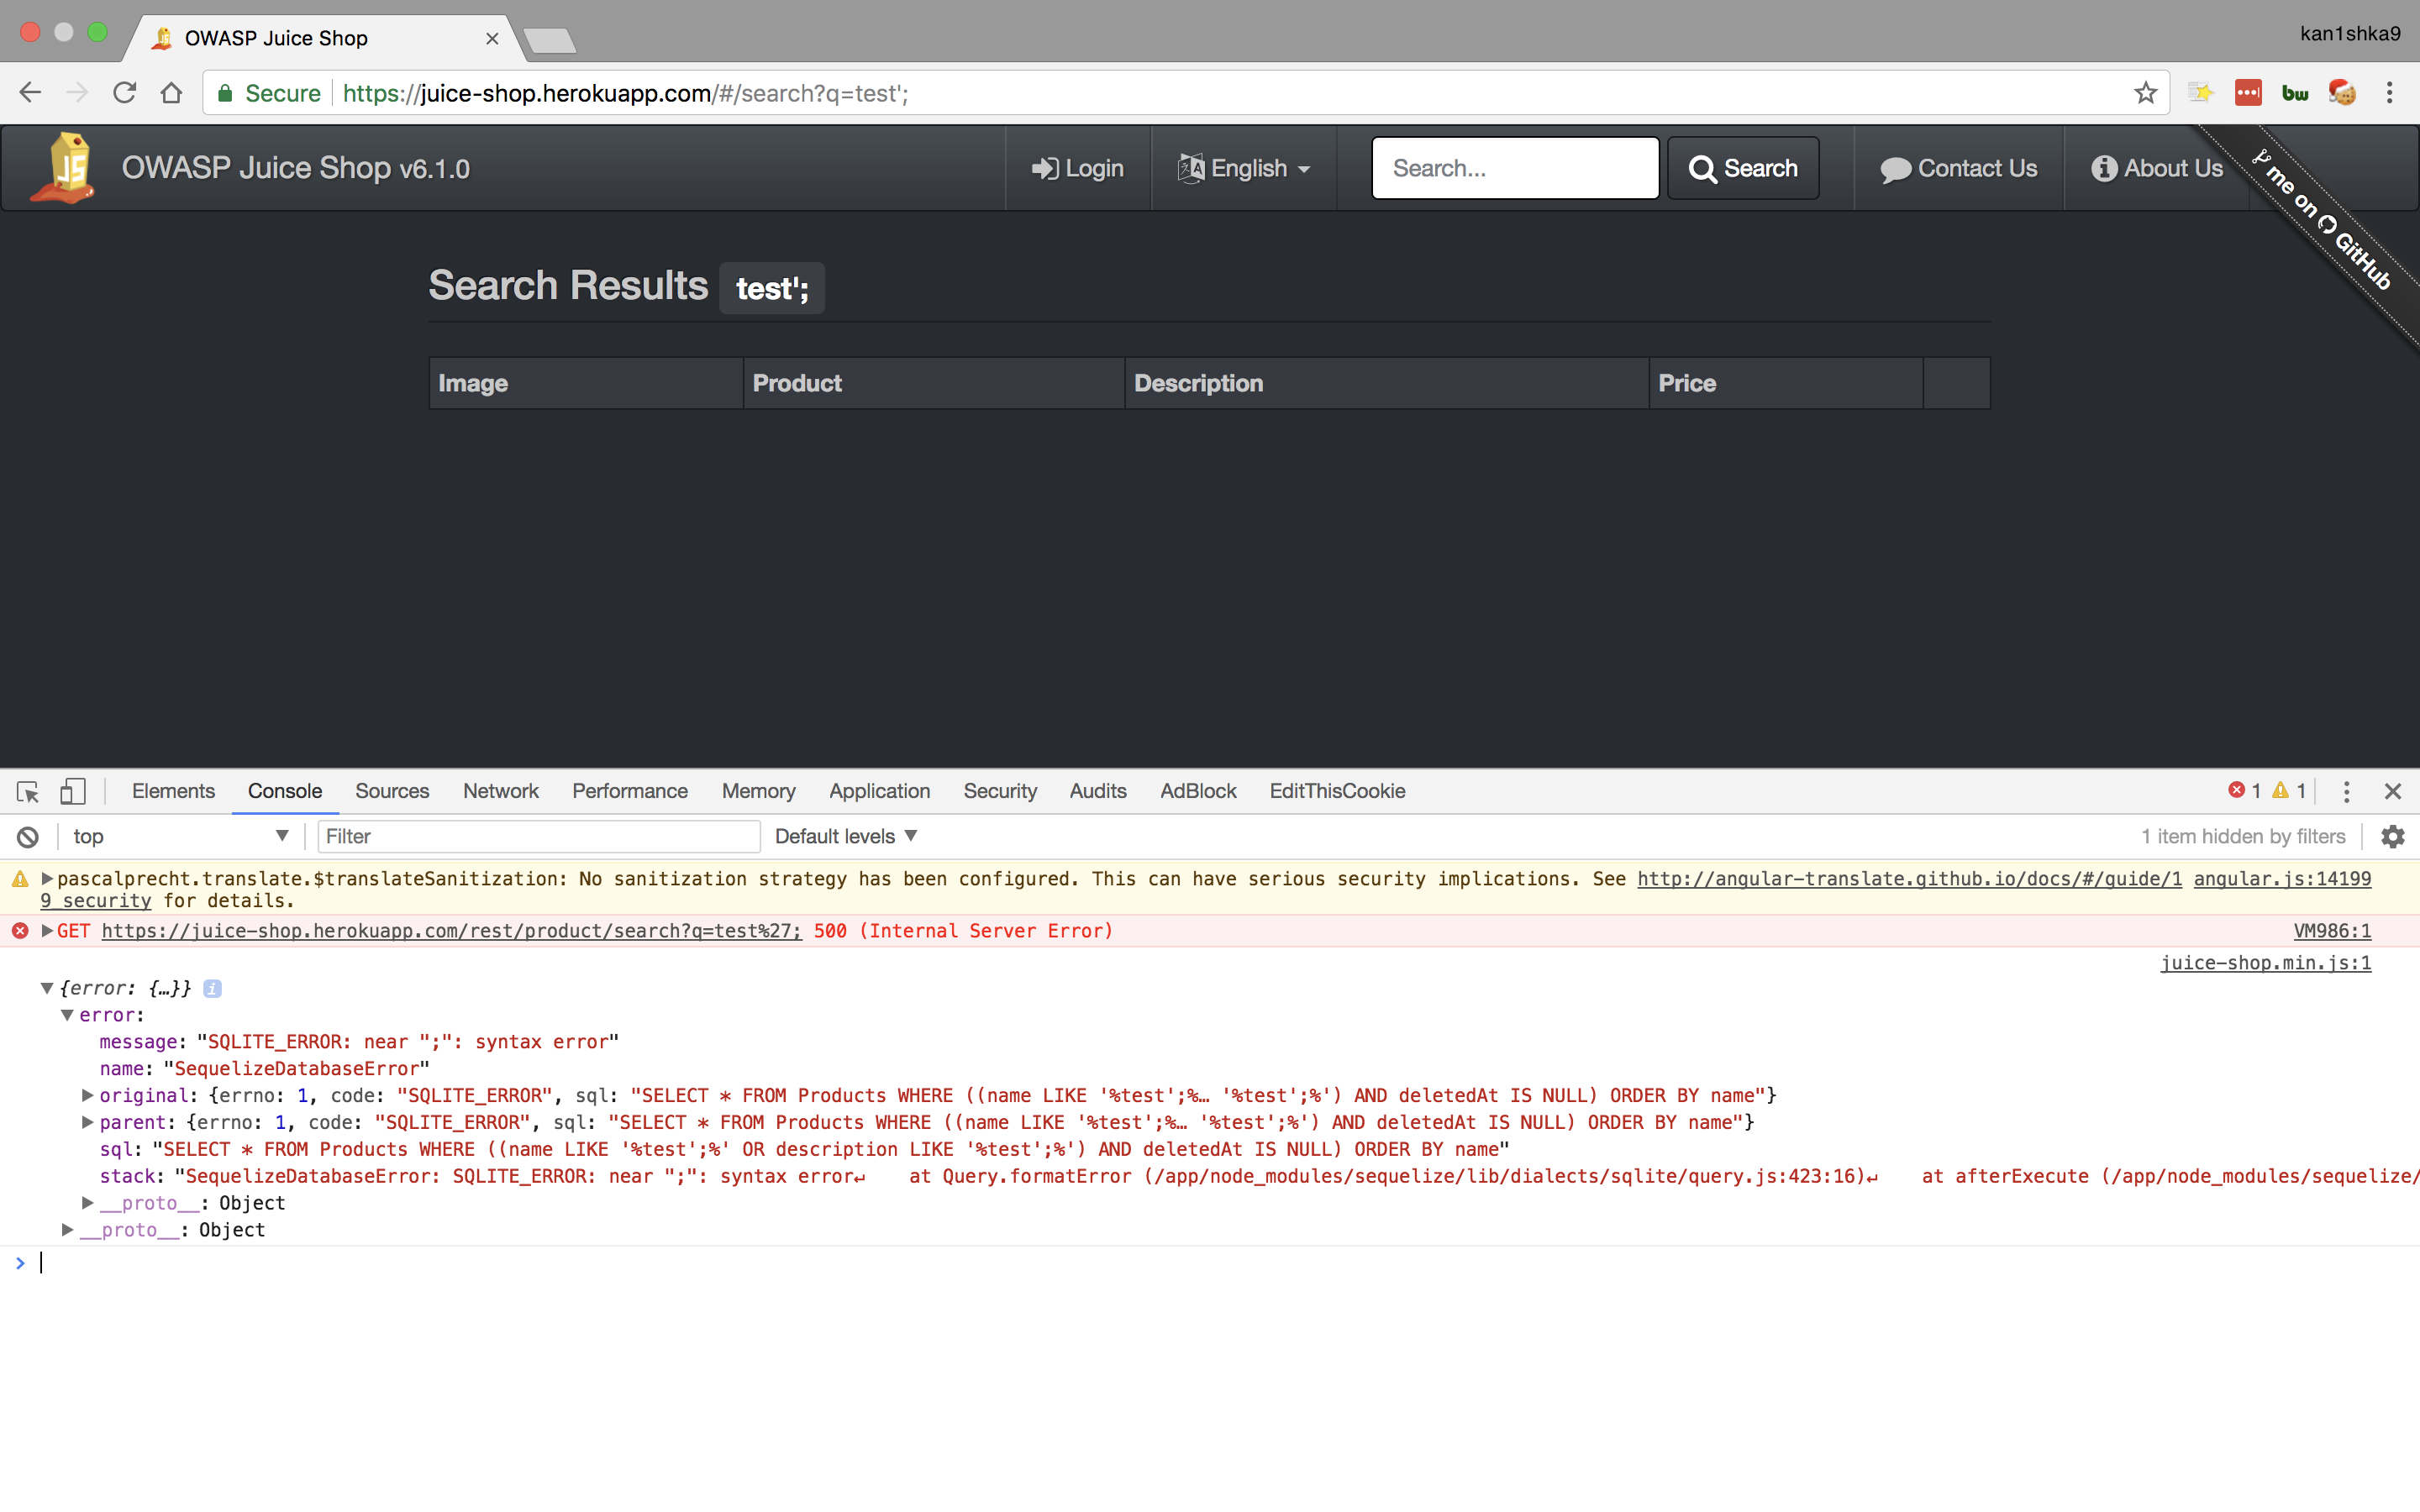 OWASP Juice Shop
kan1shka9
Secure https://juice-shop.herokuapp.com/#/search?q=test';
bw
JS OWASP Juice Shop v6.1.0 Login English Search... Search Contact Us About Us
me on GitHub
Search Results test';
Image Product Description Price
Elements Console Sources Network Performance Memory Application Security Audits AdBlock EditThisCookie 1 1
top Filter Default levels 1 item hidden by filters
pascalprecht.translate.$translateSanitization: No sanitization strategy has been configured. This can have serious security implications. See http://angular-translate.github.io/docs/#/guide/1 angular.js:14199
9_security for details.
GET https://juice-shop.herokuapp.com/rest/product/search?q=test%27; 500 (Internal Server Error) VM986:1
juice-shop.min.js:1
{error: {…}} i
error:
message: "SQLITE_ERROR: near ";": syntax error"
name: "SequelizeDatabaseError"
original: {errno: 1, code: "SQLITE_ERROR", sql: "SELECT * FROM Products WHERE ((name LIKE '%test';%… '%test';%') AND deletedAt IS NULL) ORDER BY name"}
parent: {errno: 1, code: "SQLITE_ERROR", sql: "SELECT * FROM Products WHERE ((name LIKE '%test';%… '%test';%') AND deletedAt IS NULL) ORDER BY name"}
sql: "SELECT * FROM Products WHERE ((name LIKE '%test';%' OR description LIKE '%test';%') AND deletedAt IS NULL) ORDER BY name"
stack: "SequelizeDatabaseError: SQLITE_ERROR: near ";": syntax error↵    at Query.formatError (/app/node_modules/sequelize/lib/dialects/sqlite/query.js:423:16)↵    at afterExecute (/app/node_modules/sequelize/
__proto__: Object
__proto__: Object